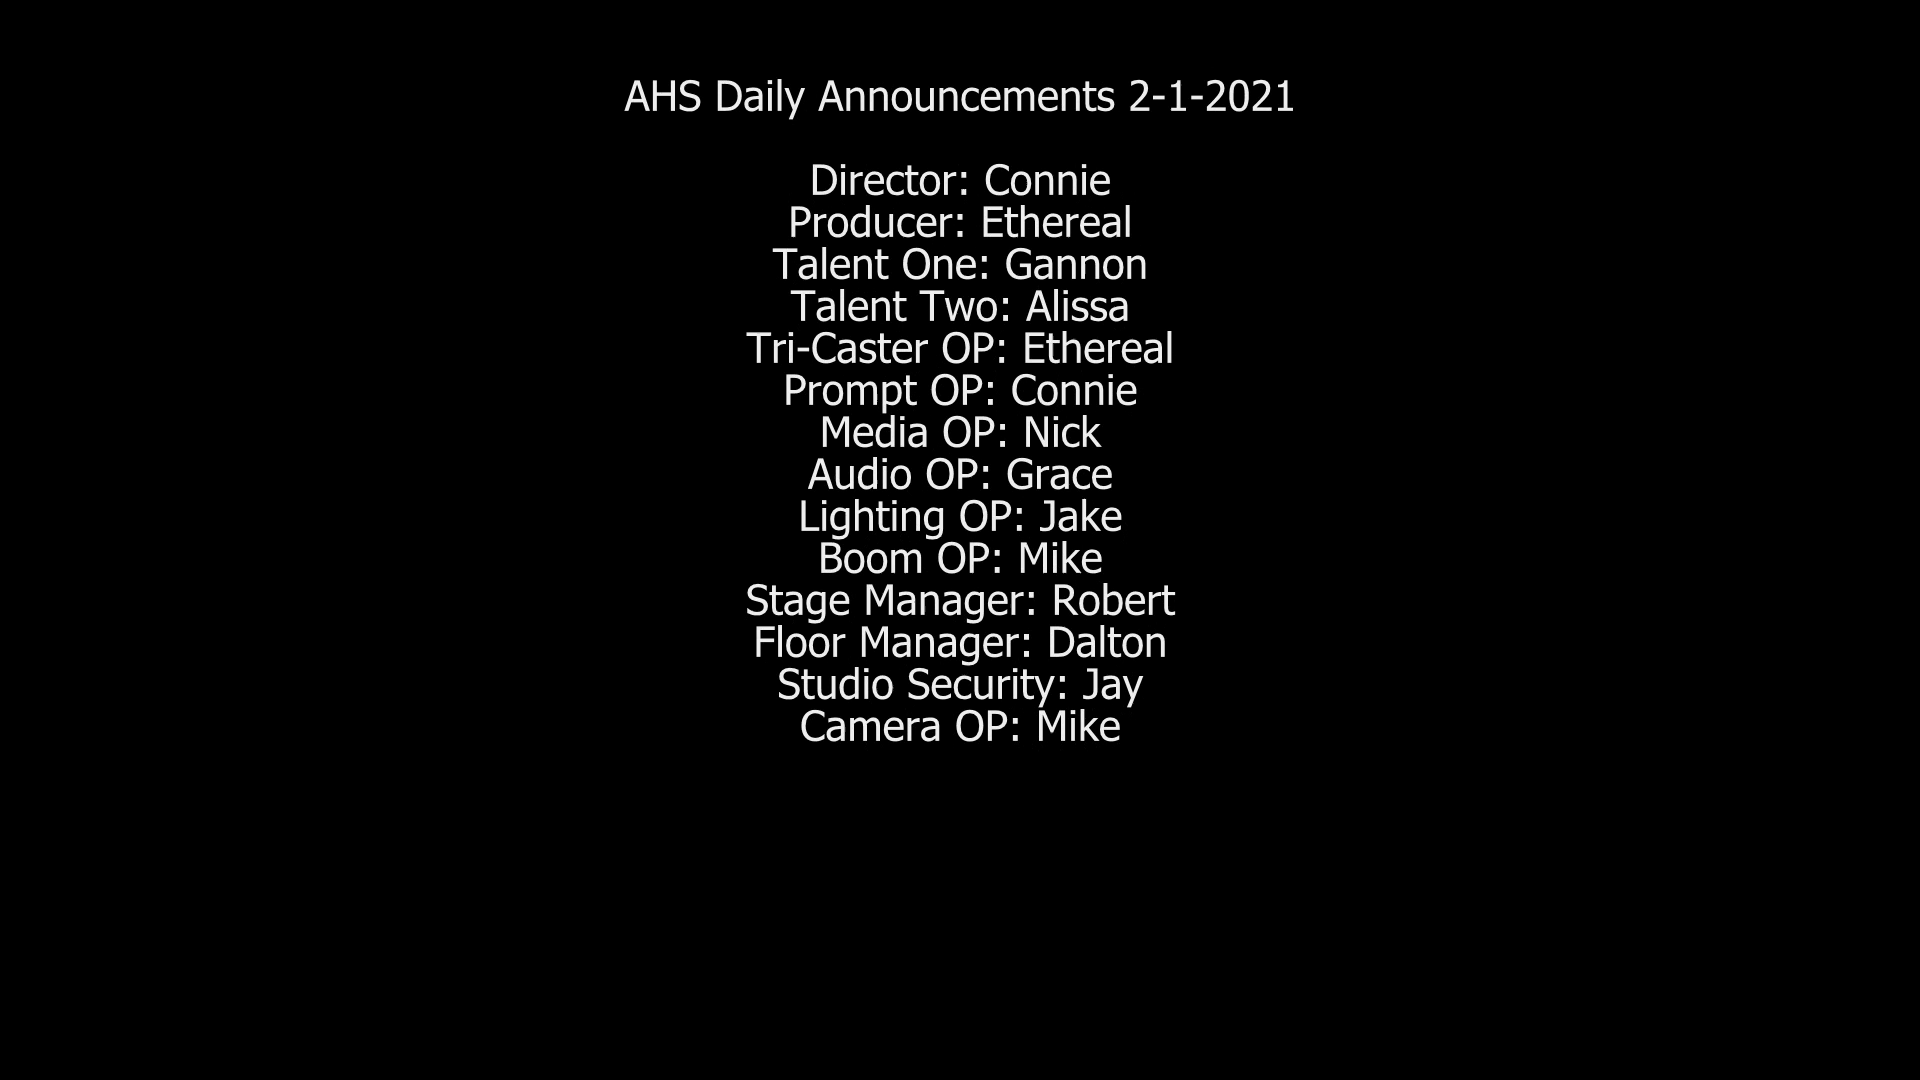 AHS Daily Announcements 2-1-2021
Director: Connie
Producer: Ethereal
Talent One: Gannon
Talent Two: Alissa
Tri-Caster OP: Ethereal
Prompt OP: Connie
Media OP: Nick
Audio OP: Grace
Lighting OP: Jake
Boom OP: Mike
Stage Manager: Robert
Floor Manager: Dalton
Studio Security: Jay
Camera OP: Mike